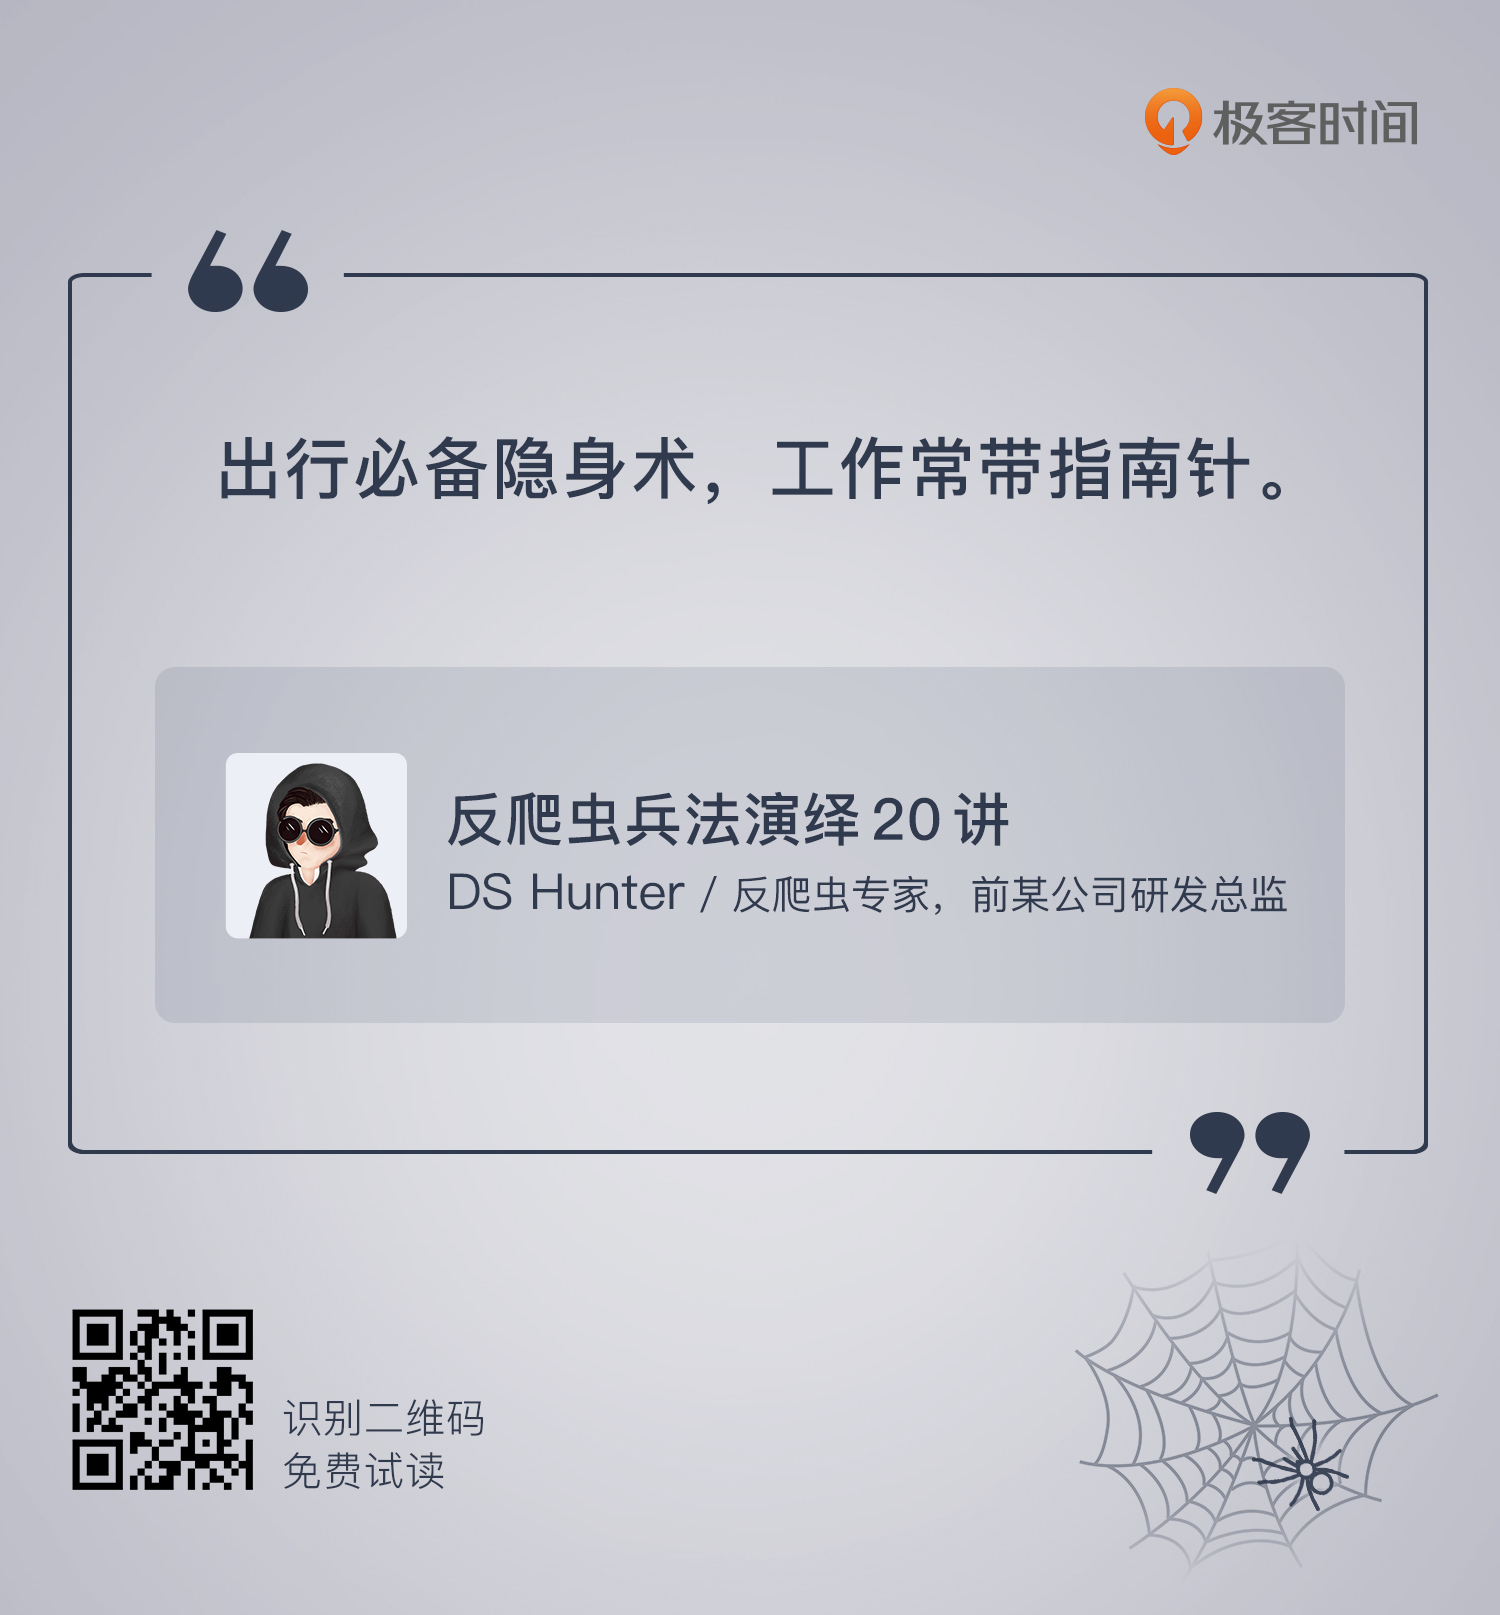 极客时间
“
出行必备隐身术，工作常带指南针。
反爬虫兵法演绎20讲
DS Hunter / 反爬虫专家，前某公司研发总监
”
识别二维码
免费试读